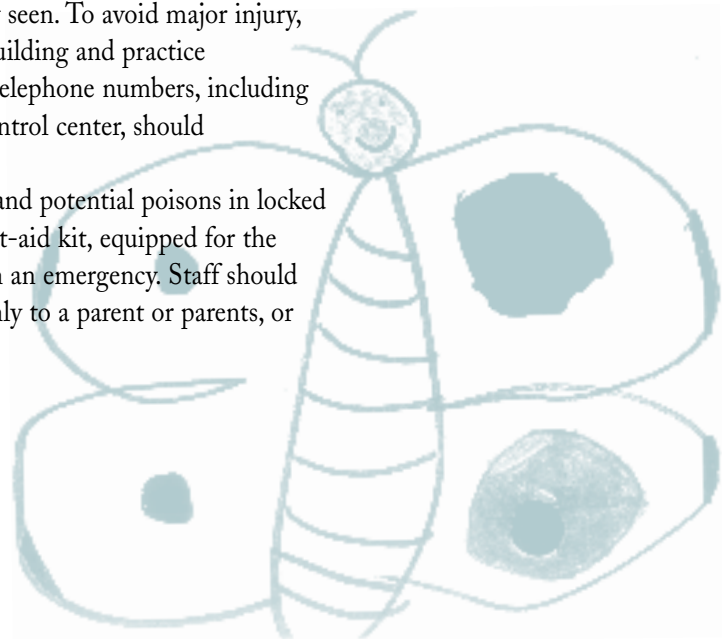 seen. To avoid major injury,
uilding and practice
elephone numbers, including
ntrol center, should
and potential poisons in locked
t-aid kit, equipped for the
an emergency. Staff should
ly to a parent or parents, or